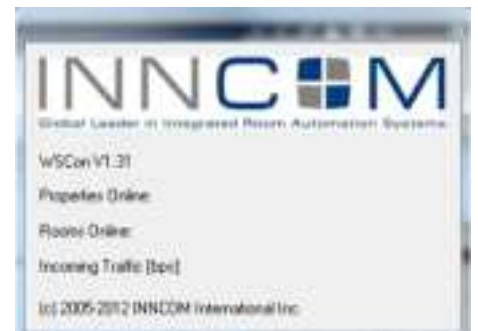 INNCOM
Global Leader in Integrated Room Automation Systems
WSCon V1.31
Properties Online:
Rooms Online:
Incoming Traffic [bps]
(c) 2005-2012 INNCOM International Inc.